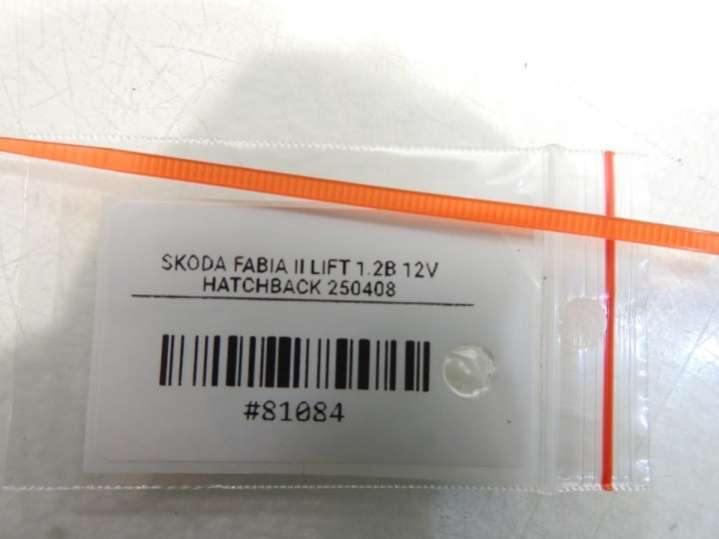 SKODA FABIA II LIFT 1.2B 12V
HATCHBACK 250408
#81084